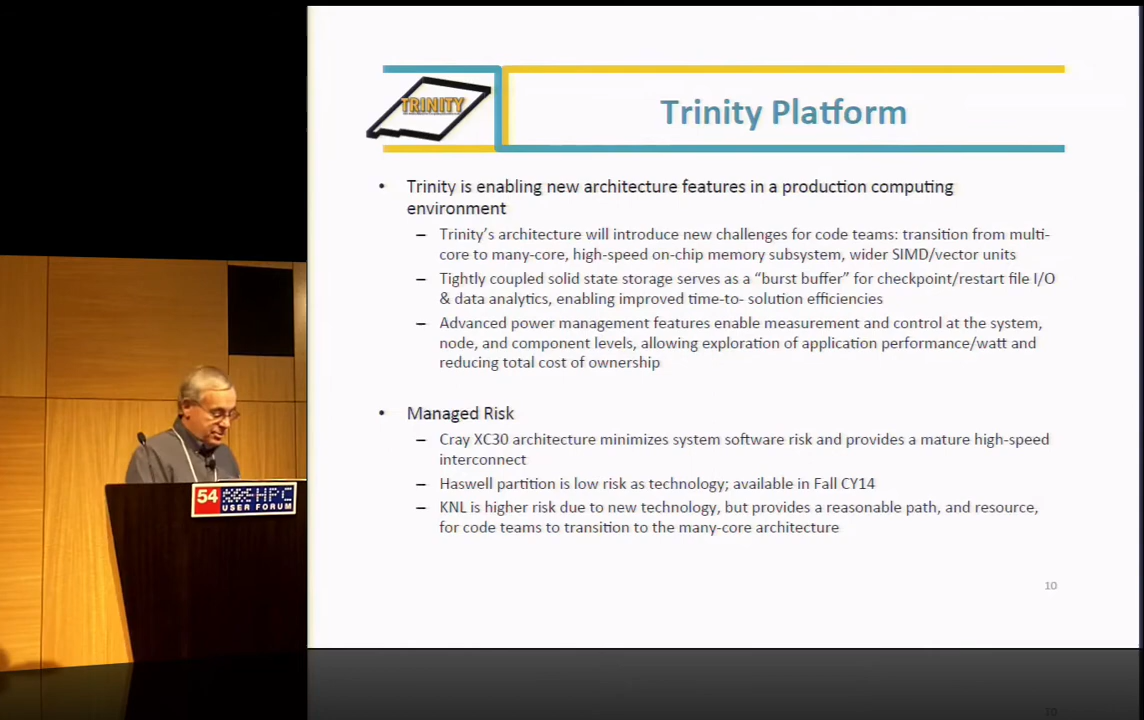 TRINITY
Trinity Platform
• Trinity is enabling new architecture features in a production computing
environment
– Trinity's architecture will introduce new challenges for code teams: transition from multi-
core to many-core, high-speed on-chip memory subsystem, wider SIMD/vector units
– Tightly coupled solid state storage serves as a "burst buffer" for checkpoint/restart file I/O
& data analytics, enabling improved time-to- solution efficiencies
– Advanced power management features enable measurement and control at the system,
node, and component levels, allowing exploration of application performance/watt and
reducing total cost of ownership
• Managed Risk
– Cray XC30 architecture minimizes system software risk and provides a mature high-speed
interconnect
– Haswell partition is low risk as technology; available in Fall CY14
– KNL is higher risk due to new technology, but provides a reasonable path, and resource,
for code teams to transition to the many-core architecture
10
54 HPC
USER FORUM
10